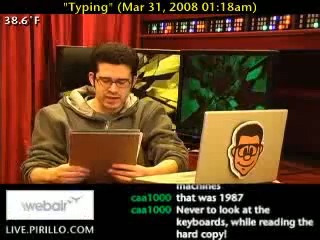 "Typing" (Mar 31, 2008 01:18am)
38.6°F
machines
caa1000 that was 1987
caa1000 Never to look at the
keyboards, while reading the
hard copy!
webair
LIVE.PIRILLO.COM